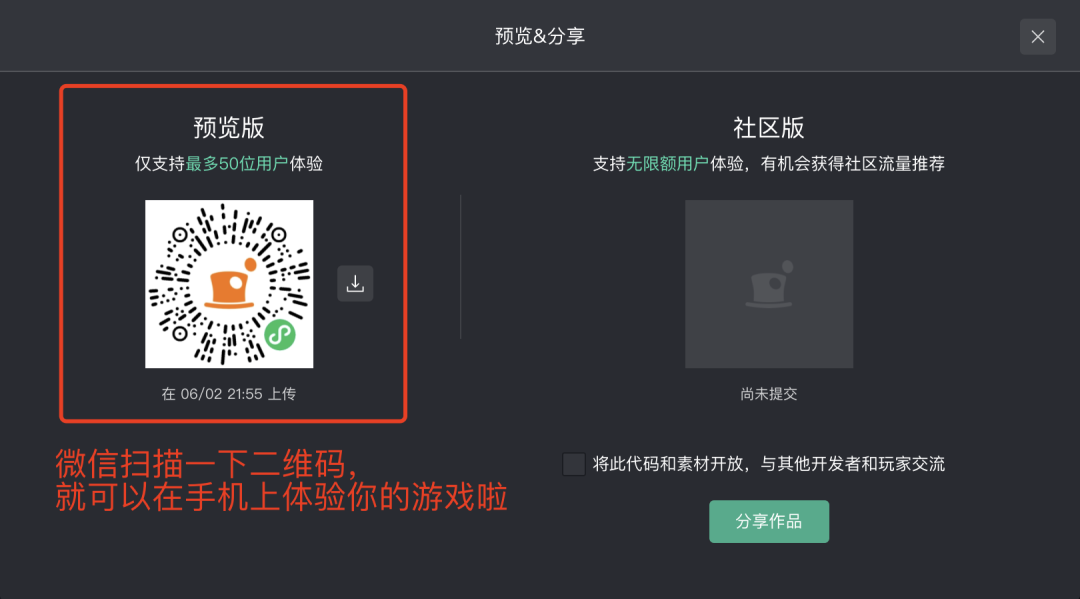 预览&分享
预览版
仅支持最多50位用户体验
在 06/02 21:55 上传
微信扫描一下二维码，
就可以在手机上体验你的游戏啦
社区版
支持无限额用户体验，有机会获得社区流量推荐
尚未提交
将此代码和素材开放，与其他开发者和玩家交流
分享作品